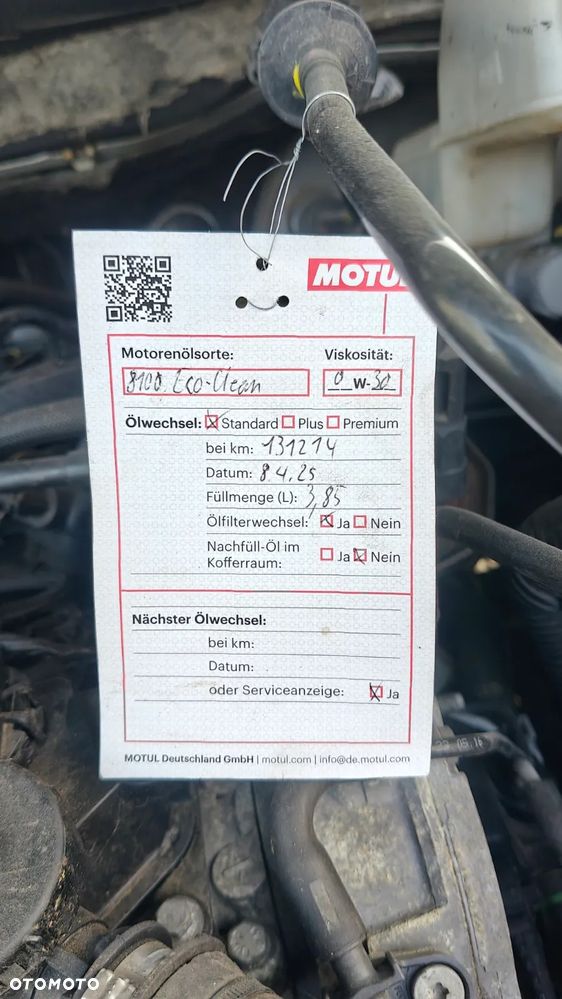 MOTUL
Motorenölsorte: Viskosität:
8100 Eco-Clean 0 W-30
Ölwechsel: ☒ Standard ☐ Plus ☐ Premium
bei km: 131214
Datum: 8.4.25
Füllmenge (L): 3,85
Ölfilterwechsel: ☒ Ja ☐ Nein
Nachfüll-Öl im
Kofferraum: ☐ Ja ☒ Nein
Nächster Ölwechsel:
bei km:
Datum:
oder Serviceanzeige: ☒ Ja
MOTUL Deutschland GmbH | motul.com | info@de.motul.com
OTOMOTO